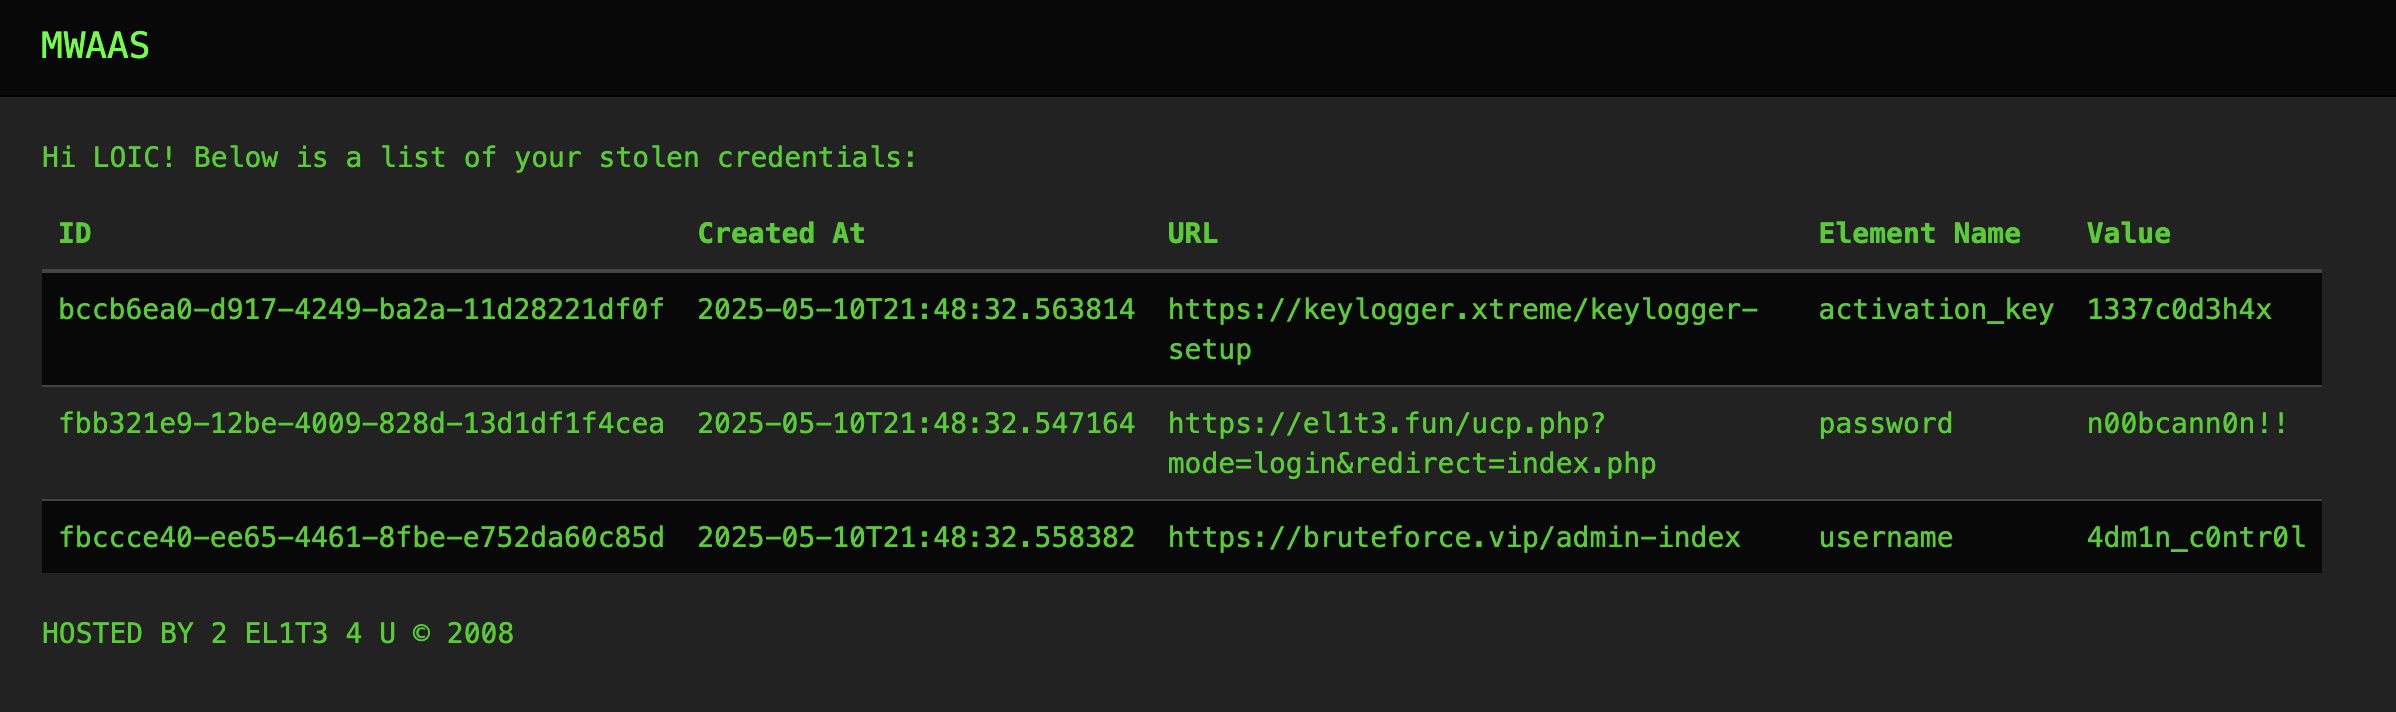 MWAAS
Hi LOIC! Below is a list of your stolen credentials:
ID Created At URL Element Name Value
bccb6ea0-d917-4249-ba2a-11d28221df0f 2025-05-10T21:48:32.563814 https://keylogger.xtreme/keylogger- activation_key 1337c0d3h4x
setup
fbb321e9-12be-4009-828d-13d1df1f4cea 2025-05-10T21:48:32.547164 https://el1t3.fun/ucp.php? password n00bcann0n!!
mode=login&redirect=index.php
fbccce40-ee65-4461-8fbe-e752da60c85d 2025-05-10T21:48:32.558382 https://bruteforce.vip/admin-index username 4dm1n_c0ntr0l
HOSTED BY 2 EL1T3 4 U © 2008